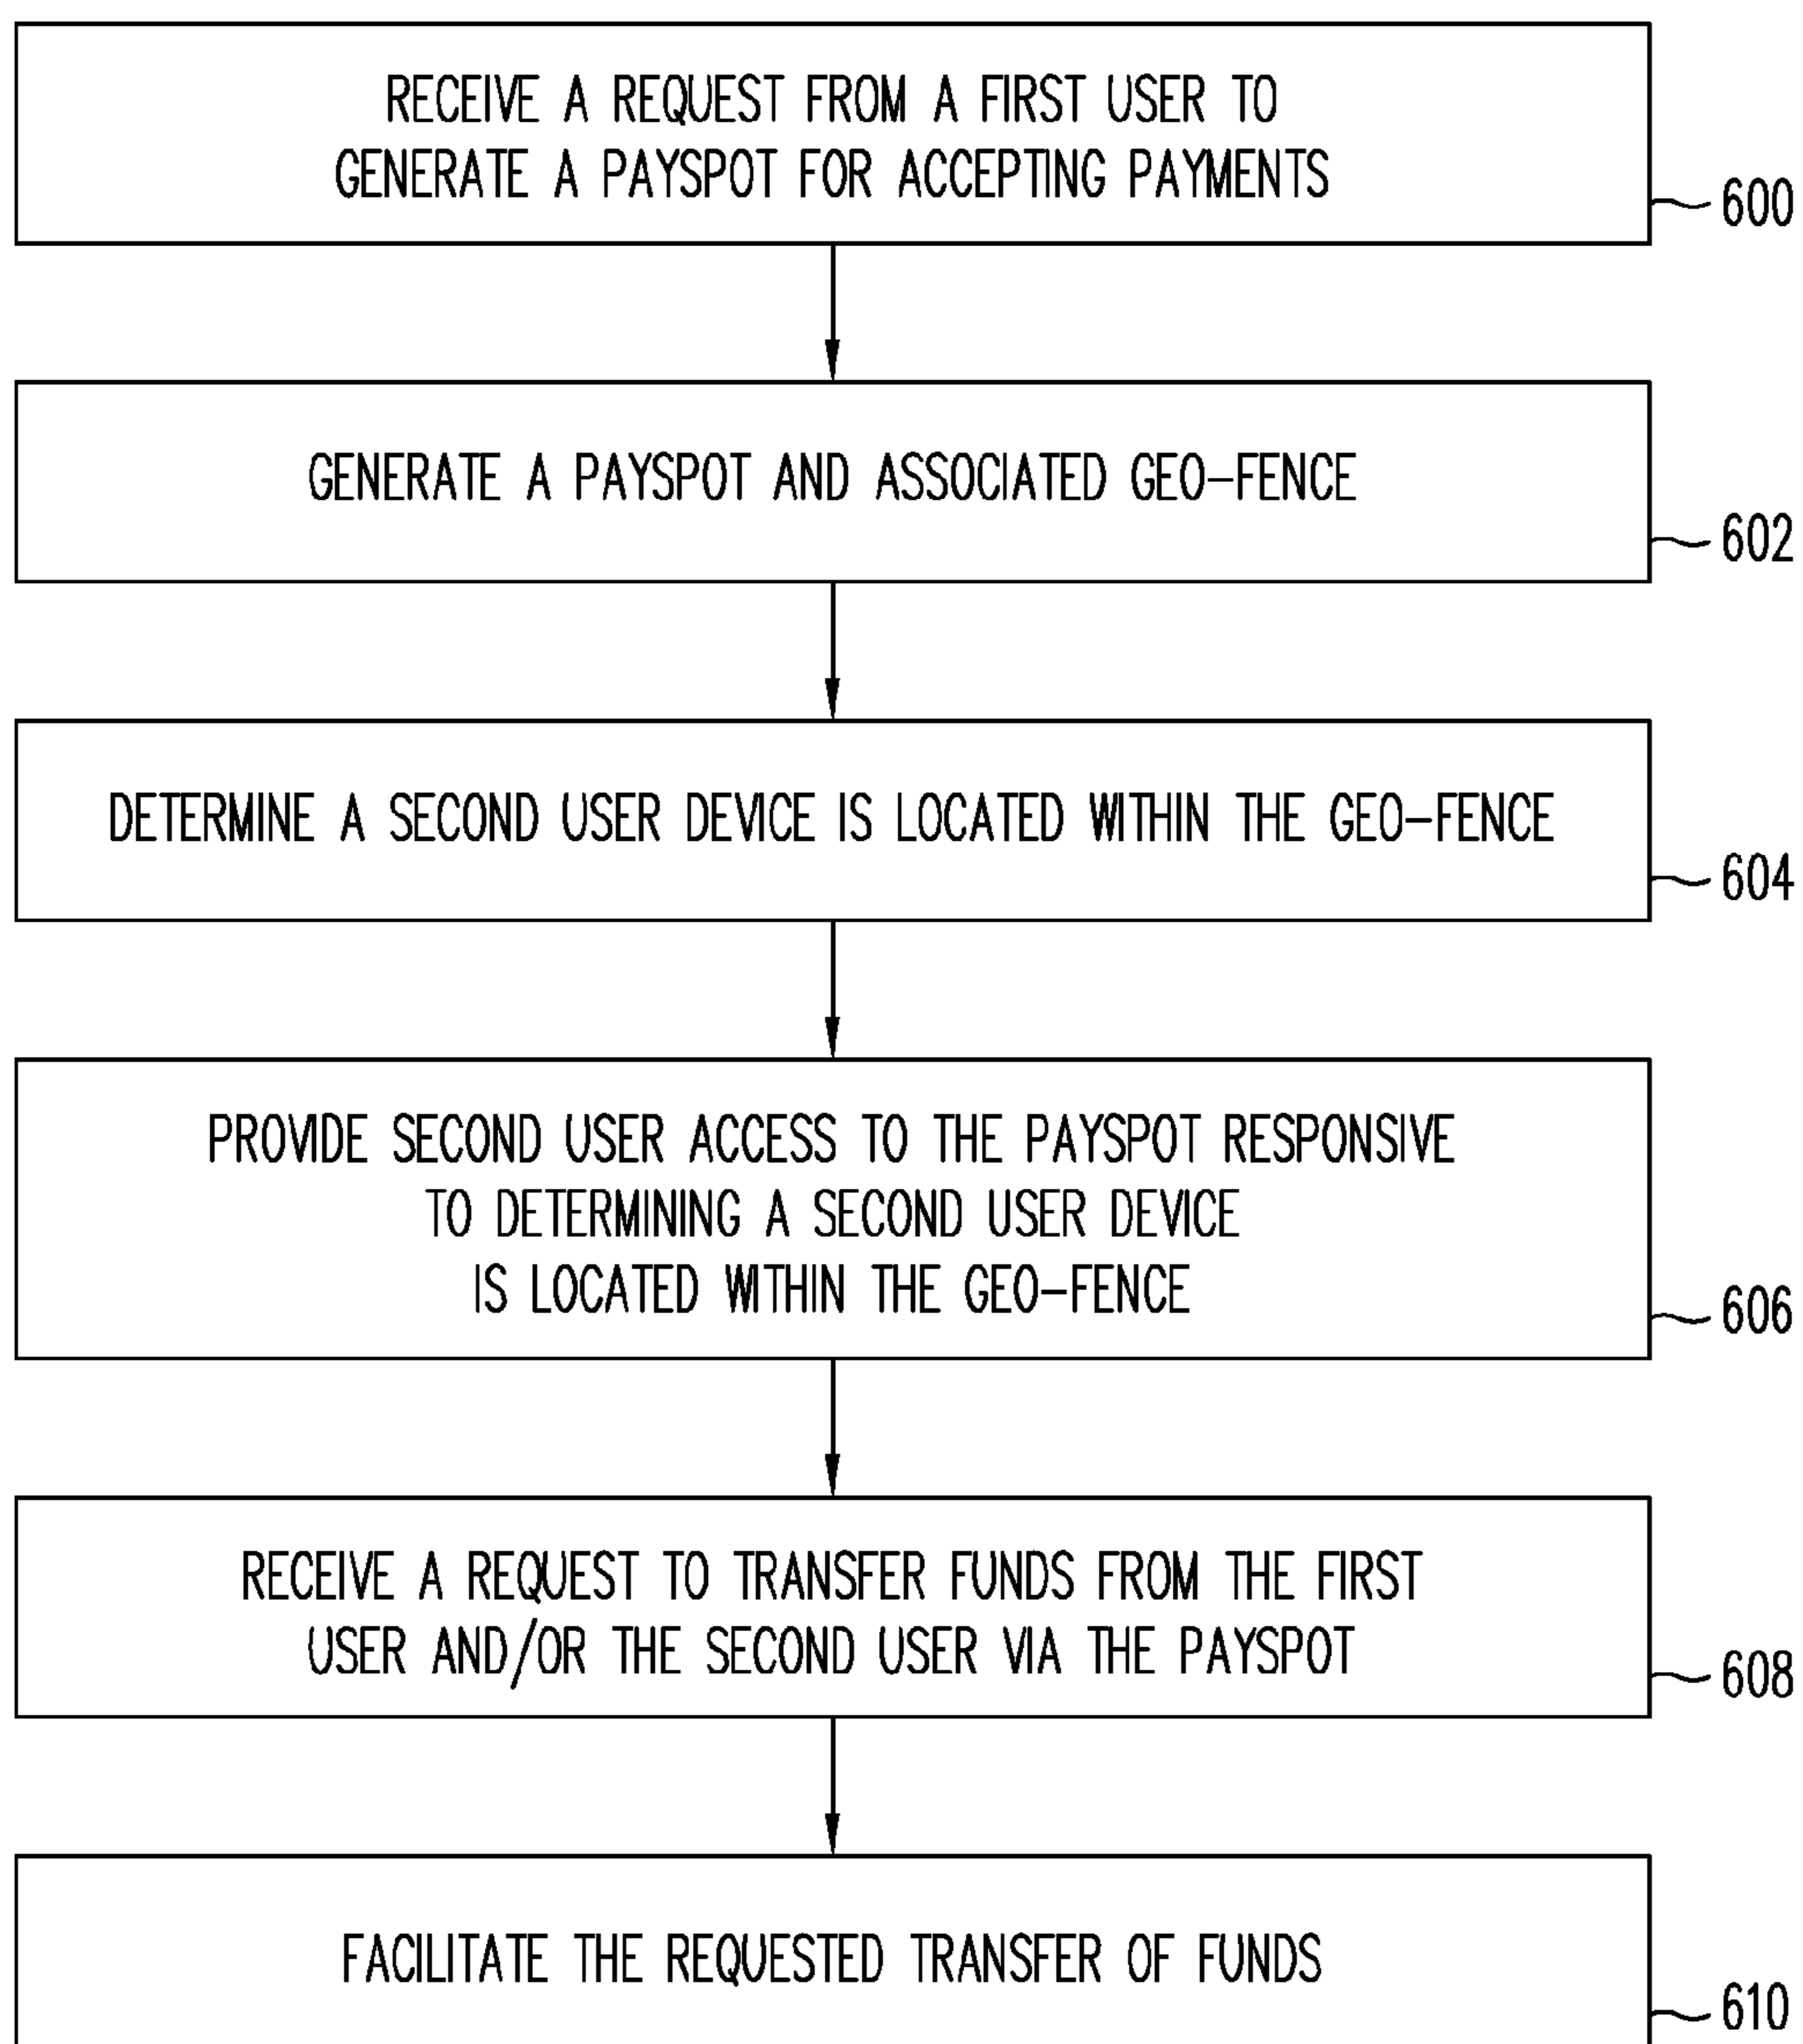 RECEIVE A REQUEST FROM A FIRST USER TO
GENERATE A PAYSPOT FOR ACCEPTING PAYMENTS
600
GENERATE A PAYSPOT AND ASSOCIATED GEO-FENCE
602
DETERMINE A SECOND USER DEVICE IS LOCATED WITHIN THE GEO-FENCE
604
PROVIDE SECOND USER ACCESS TO THE PAYSPOT RESPONSIVE
TO DETERMINING A SECOND USER DEVICE
IS LOCATED WITHIN THE GEO-FENCE
606
RECEIVE A REQUEST TO TRANSFER FUNDS FROM THE FIRST
USER AND/OR THE SECOND USER VIA THE PAYSPOT
608
FACILITATE THE REQUESTED TRANSFER OF FUNDS
610